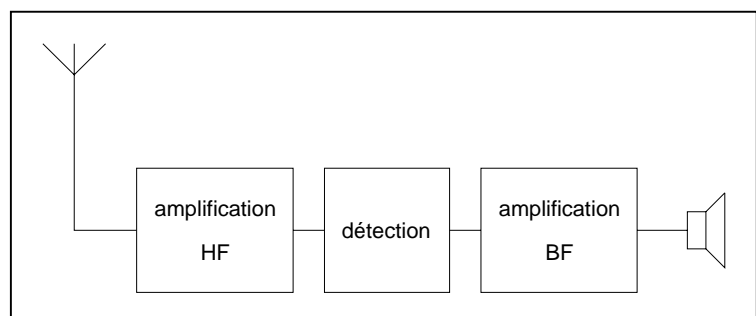 amplification
HF
détection
amplification
BF